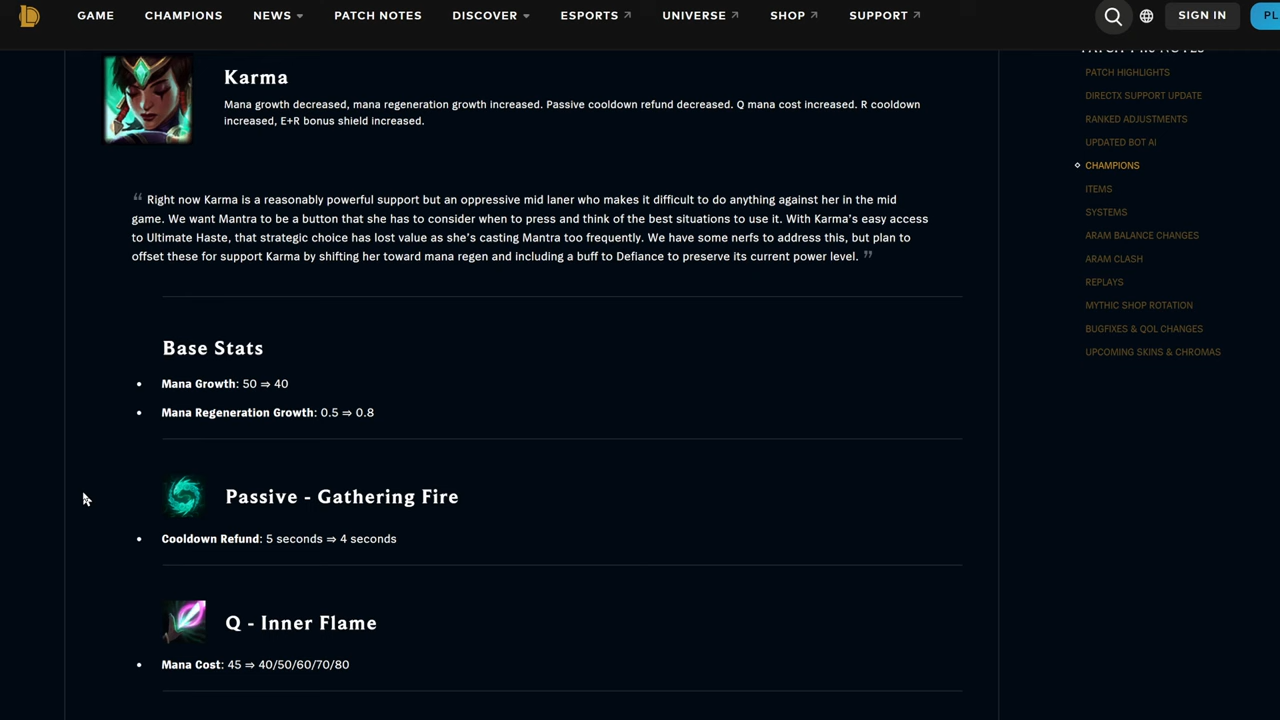 GAME
CHAMPIONS
NEWS
PATCH NOTES
DISCOVER
ESPORTS
UNIVERSE
SHOP
SUPPORT
SIGN IN
PL
Karma
Mana growth decreased, mana regeneration growth increased. Passive cooldown refund decreased. Q mana cost increased. R cooldown
increased, E+R bonus shield increased.
“ Right now Karma is a reasonably powerful support but an oppressive mid laner who makes it difficult to do anything against her in the mid
game. We want Mantra to be a button that she has to consider when to press and think of the best situations to use it. With Karma's easy access
to Ultimate Haste, that strategic choice has lost value as she's casting Mantra too frequently. We have some nerfs to address this, but plan to
offset these for support Karma by shifting her toward mana regen and including a buff to Defiance to preserve its current power level. ”
Base Stats
• Mana Growth: 50 ⇒ 40
• Mana Regeneration Growth: 0.5 ⇒ 0.8
Passive - Gathering Fire
• Cooldown Refund: 5 seconds ⇒ 4 seconds
Q - Inner Flame
• Mana Cost: 45 ⇒ 40/50/60/70/80
PATCH HIGHLIGHTS
DIRECTX SUPPORT UPDATE
RANKED ADJUSTMENTS
UPDATED BOT AI
CHAMPIONS
ITEMS
SYSTEMS
ARAM BALANCE CHANGES
ARAM CLASH
REPLAYS
MYTHIC SHOP ROTATION
BUGFIXES & QOL CHANGES
UPCOMING SKINS & CHROMAS